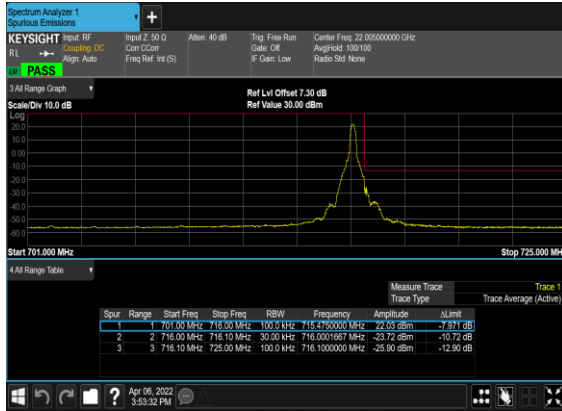 Spectrum Analyzer 1
Spurious Emissions
+
KEYSIGHT Input: RF Input Z: 50 Ω Atten: 40 dB Trig: Free Run Center Freq: 22.005000000 GHz
RL Coupling: DC Corr CCorr Gate: Off Avg|Hold: 100/100
Align: Auto Freq Ref: Int (S) IF Gain: Low Radio Std: None
PASS
3 All Range Graph Ref Lvl Offset 7.30 dB
Scale/Div 10.0 dB Ref Value 30.00 dBm
Log
20.0
10.0
0.00
-10.0
-20.0
-30.0
-40.0
-50.0
-60.0
Start 701.000 MHz Stop 725.000 MHz
4 All Range Table
Measure Trace Trace 1
Trace Type Trace Average (Active)
Spur Range Start Freq Stop Freq RBW Frequency Amplitude ΔLimit
1 1 701.00 MHz 716.00 MHz 100.0 kHz 715.4750000 MHz 22.03 dBm -7.971 dB
2 2 716.00 MHz 716.10 MHz 30.00 kHz 716.0001667 MHz -23.72 dBm -10.72 dB
3 3 716.10 MHz 725.00 MHz 100.0 kHz 716.1000000 MHz -25.90 dBm -12.90 dB
? Apr 06, 2022
3:53:32 PM